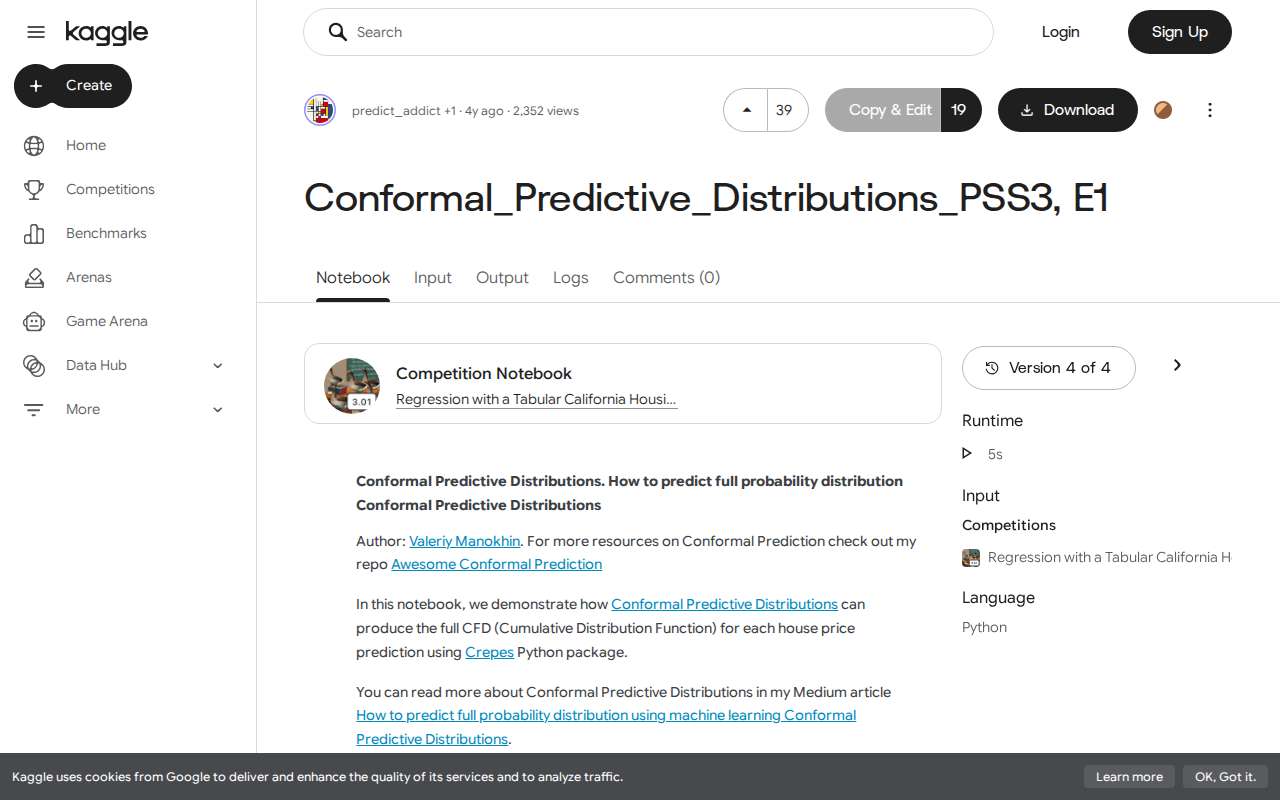 kaggle
Search
Login
Sign Up
Create
Home
Competitions
Benchmarks
Arenas
Game Arena
Data Hub
More
predict_addict +1 · 4y ago · 2,352 views
39
Copy & Edit 19
Download
Conformal_Predictive_Distributions_PSS3, E1
Notebook Input Output Logs Comments (0)
3.01
Competition Notebook
Regression with a Tabular California Housi...
Conformal Predictive Distributions. How to predict full probability distribution
Conformal Predictive Distributions
Author: Valeriy Manokhin. For more resources on Conformal Prediction check out my
repo Awesome Conformal Prediction
In this notebook, we demonstrate how Conformal Predictive Distributions can
produce the full CFD (Cumulative Distribution Function) for each house price
prediction using Crepes Python package.
You can read more about Conformal Predictive Distributions in my Medium article
How to predict full probability distribution using machine learning Conformal
Predictive Distributions.
Version 4 of 4
Runtime
5s
Input
Competitions
Regression with a Tabular California H
Language
Python
Kaggle uses cookies from Google to deliver and enhance the quality of its services and to analyze traffic.
Learn more
OK, Got it.